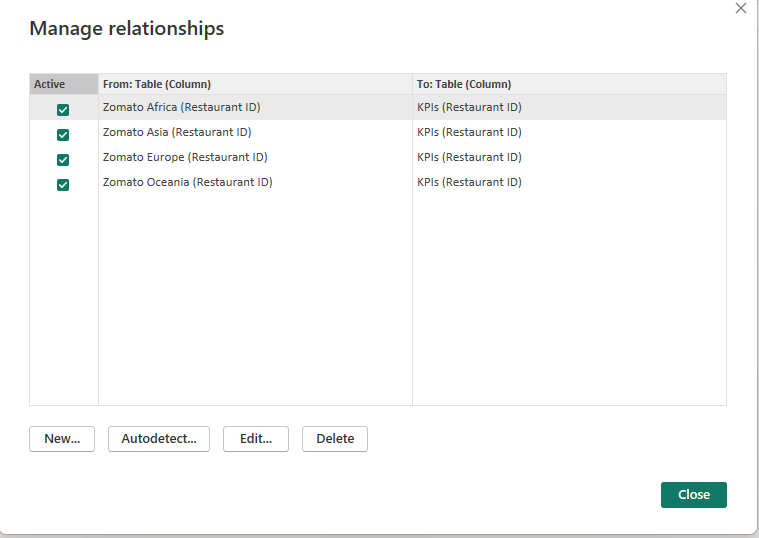 Manage relationships
Active From: Table (Column) To: Table (Column)
Zomato Africa (Restaurant ID) KPIs (Restaurant ID)
Zomato Asia (Restaurant ID) KPIs (Restaurant ID)
Zomato Europe (Restaurant ID) KPIs (Restaurant ID)
Zomato Oceania (Restaurant ID) KPIs (Restaurant ID)
New... Autodetect... Edit... Delete
Close